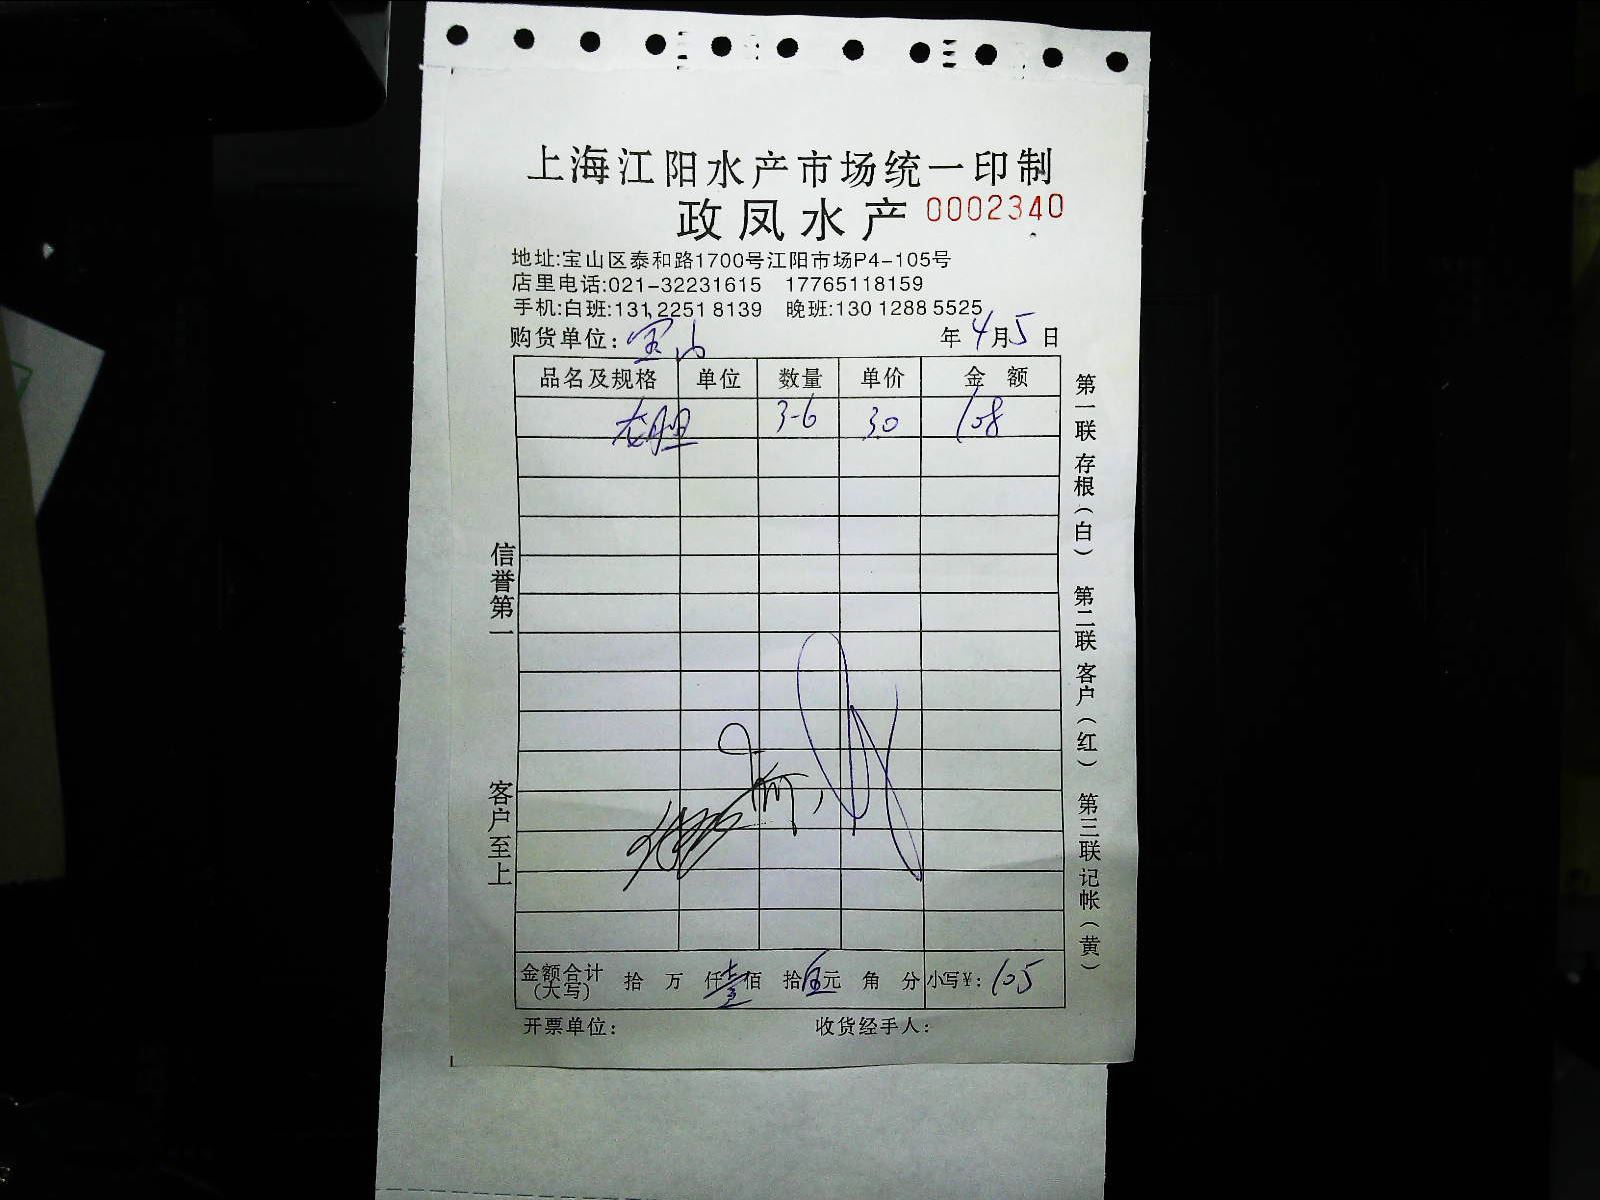 上海江阳水产市场统一印制
政凤水产 0002340
地址:宝山区泰和路1700号江阳市场P4-105号
店里电话:021-32231615 17765118159
手机:白班:131 2251 8139 晚班:130 1288 5525
购货单位: 宝山 年 4月5日
品名及规格 单位 数量 单价 金额
龙胆 3-6 30 108
金额合计(大写) 拾 万 仟壹佰 拾伍元 角 分 小写¥: 105
开票单位: 收货经手人:
信誉第一 客户至上
第一联 存根(白) 第二联 客户(红) 第三联 记帐(黄)